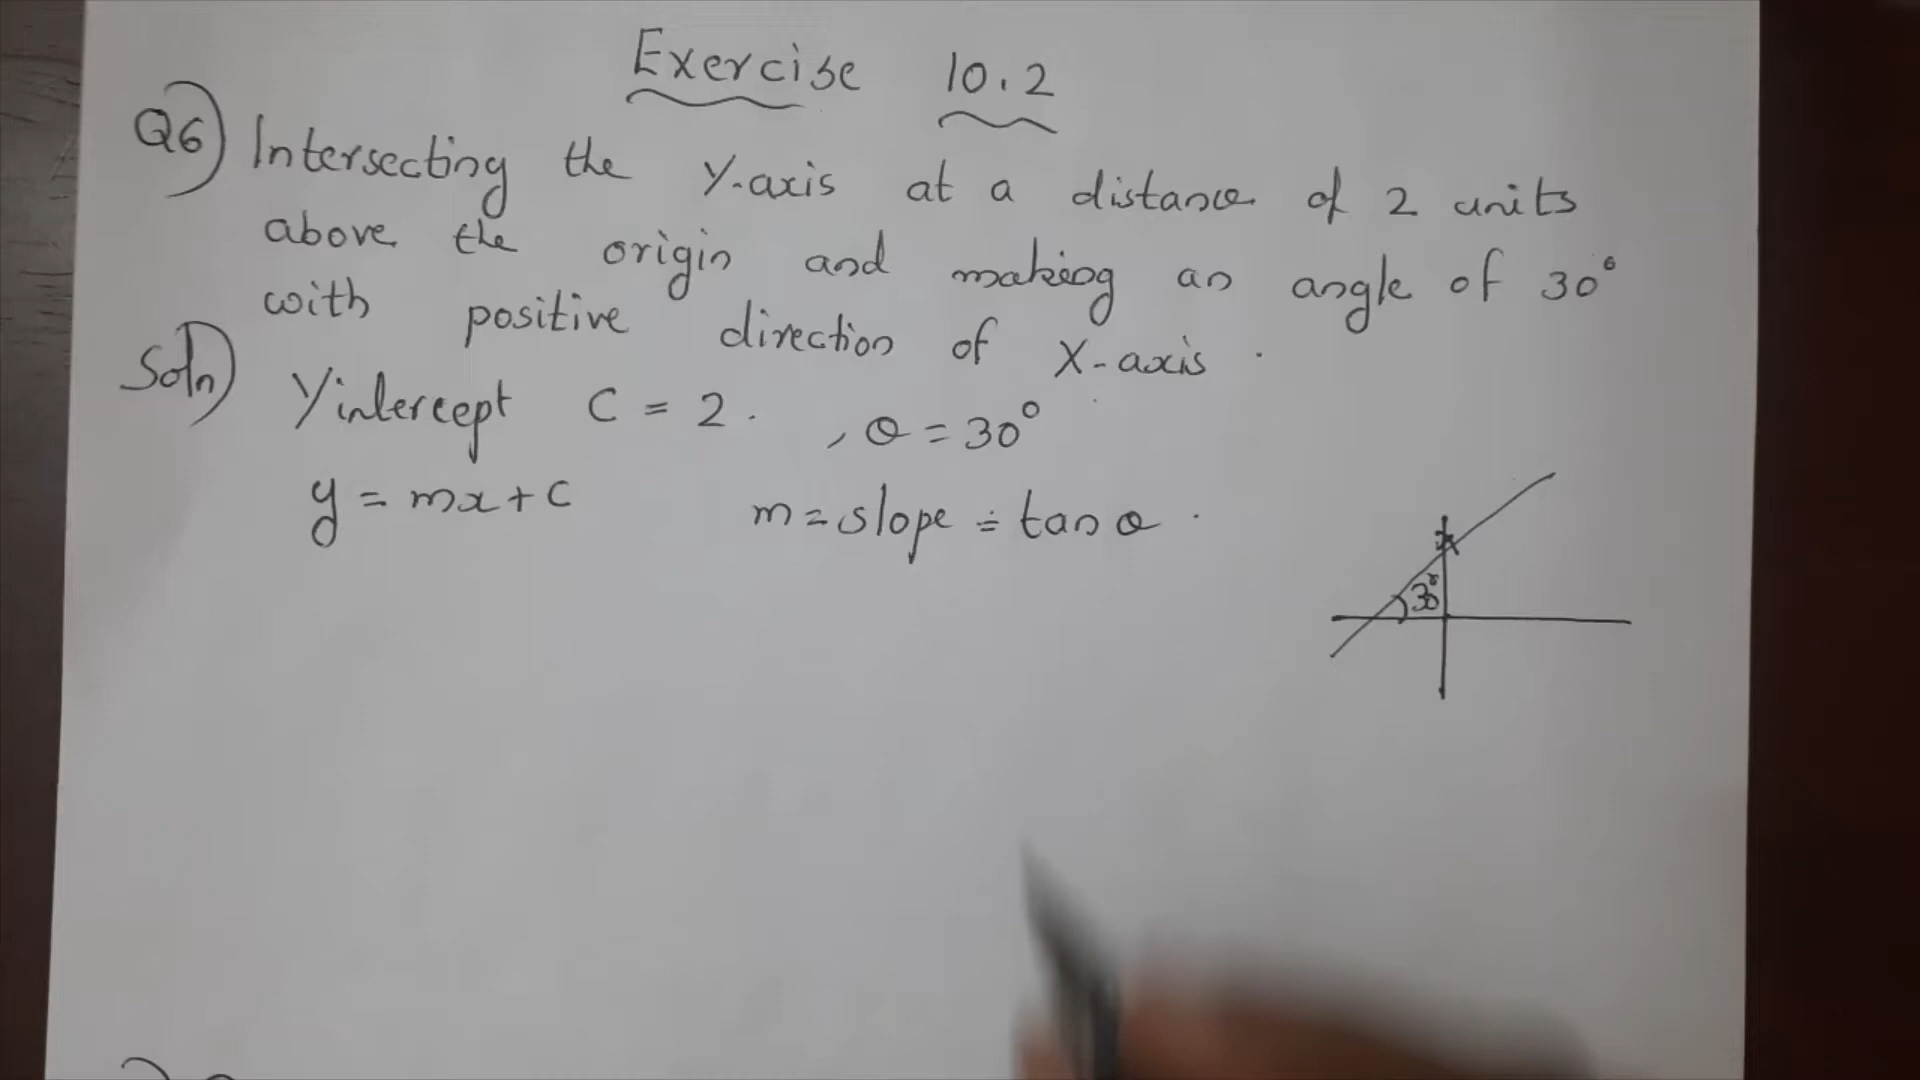 Exercise 10.2
Q6) Intersecting the Y-axis at a distance of 2 units
above the origin and making an angle of 30°
with positive direction of X-axis.
Soln) Y intercept C = 2. , θ = 30°
y = mx + c m = slope = tan θ.
30°